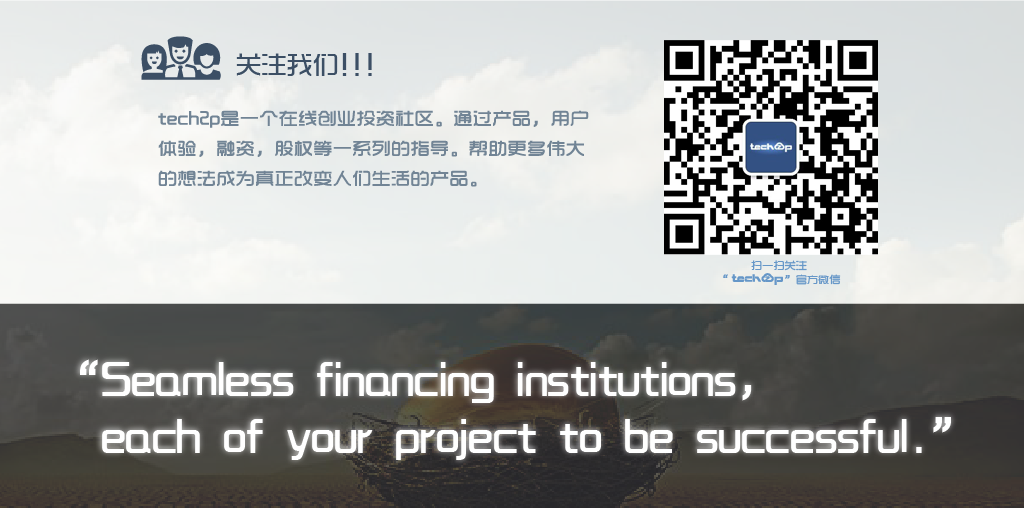 关注我们!!!
tech2p是一个在线创业投资社区。通过产品，用户
体验，融资，股权等一系列的指导。帮助更多伟大
的想法成为真正改变人们生活的产品。
tech2p
扫一扫关注
“tech2p”官方微信
“Seamless financing institutions,
each of your project to be successful.”